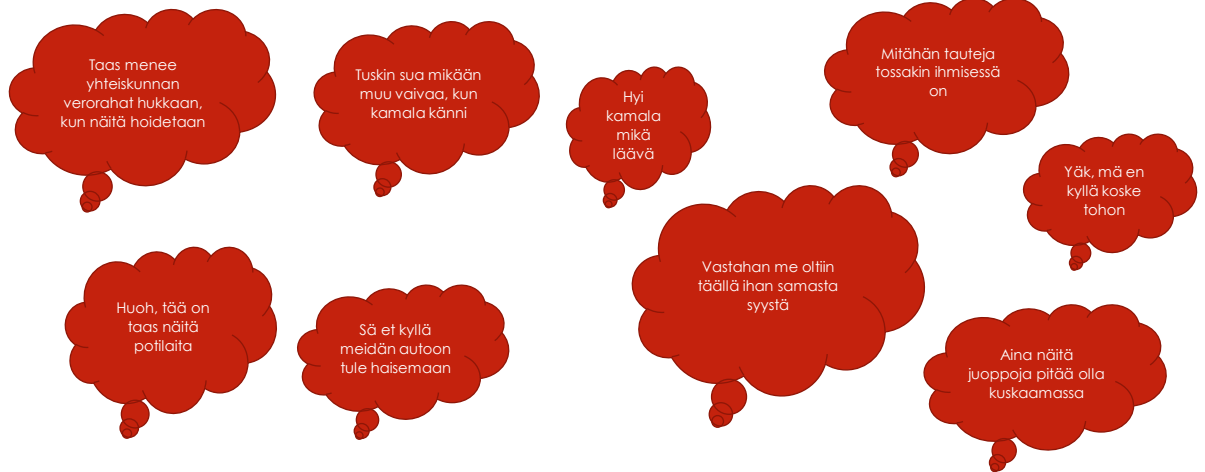 Taas menee
yhteiskunnan
verorahat hukkaan,
kun näitä hoidetaan
Tuskin sua mikään
muu vaivaa, kun
kamala känni
Hyi
kamala
mikä
läävä
Mitähän tauteja
tossakin ihmisessä
on
Yäk, mä en
kyllä koske
tohon
Vastahan me oltiin
täällä ihan samasta
syystä
Huoh, tää on
taas näitä
potilaita
Sä et kyllä
meidän autoon
tule haisemaan
Aina näitä
juoppoja pitää olla
kuskaamassa